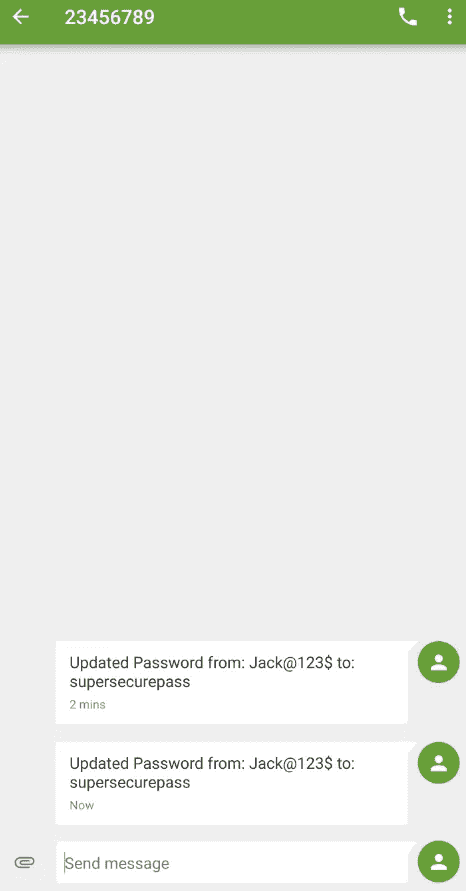 23456789
Updated Password from: Jack@123$ to:
supersecurepass
2 mins
Updated Password from: Jack@123$ to:
supersecurepass
Now
Send message